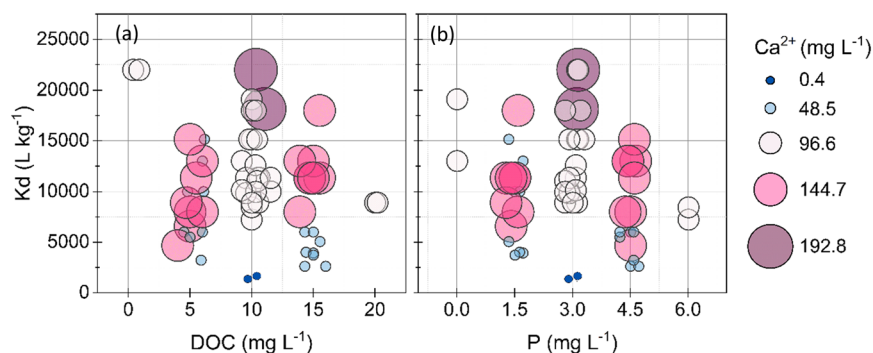 (a)
(b)
Kd (L kg⁻¹)
25000
20000
15000
10000
5000
0
0 5 10 15 20
DOC (mg L⁻¹)
0.0 1.5 3.0 4.5 6.0
P (mg L⁻¹)
Ca²⁺ (mg L⁻¹)
0.4
48.5
96.6
144.7
192.8